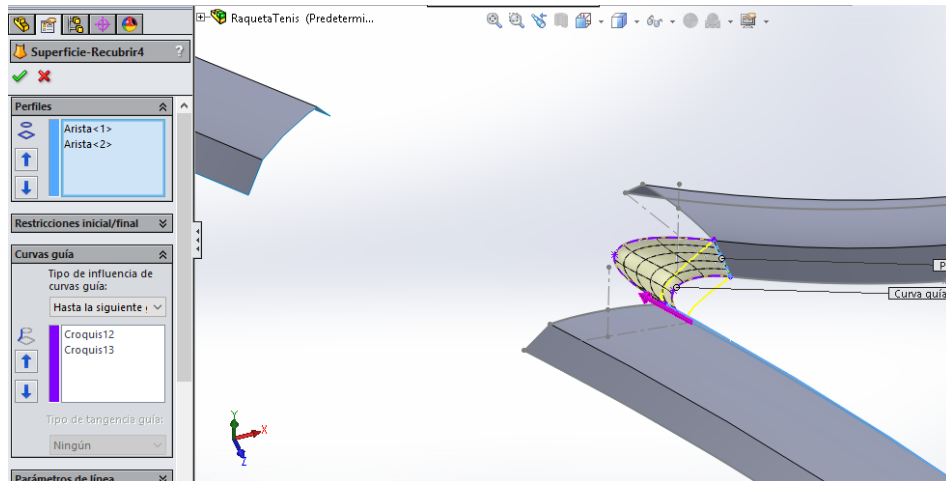 RaquetaTenis (Predetermi...
Superficie-Recubrir4
?
Perfiles
Arista<1>
Arista<2>
Restricciones inicial/final
Curvas guía
Tipo de influencia de
curvas guía:
Hasta la siguiente
Croquis12
Croquis13
Tipo de tangencia guía:
Ningún
Parámetros de línea
P
Curva guía
Y
X
Z